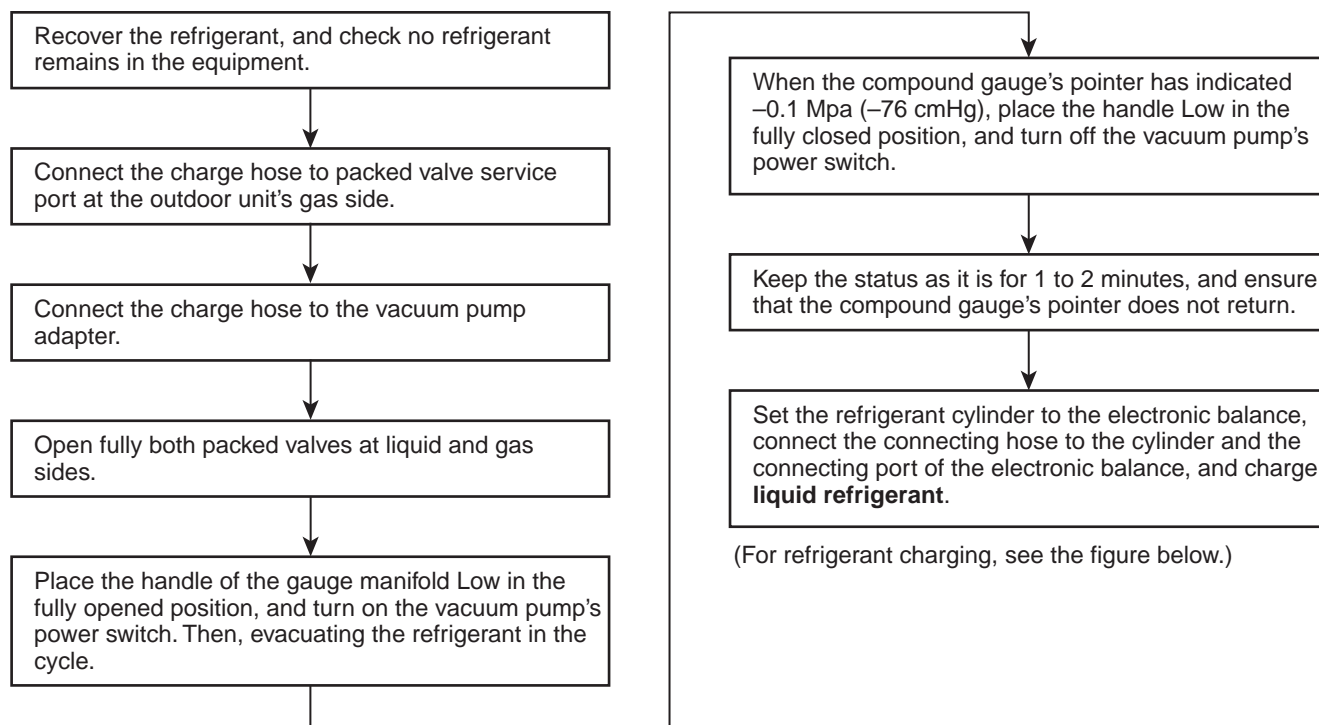 Recover the refrigerant, and check no refrigerant
remains in the equipment.
Connect the charge hose to packed valve service
port at the outdoor unit’s gas side.
Connect the charge hose to the vacuum pump
adapter.
Open fully both packed valves at liquid and gas
sides.
Place the handle of the gauge manifold Low in the
fully opened position, and turn on the vacuum pump’s
power switch. Then, evacuating the refrigerant in the
cycle.
When the compound gauge’s pointer has indicated
–0.1 Mpa (–76 cmHg), place the handle Low in the
fully closed position, and turn off the vacuum pump’s
power switch.
Keep the status as it is for 1 to 2 minutes, and ensure
that the compound gauge’s pointer does not return.
Set the refrigerant cylinder to the electronic balance,
connect the connecting hose to the cylinder and the
connecting port of the electronic balance, and charge
liquid refrigerant.
(For refrigerant charging, see the figure below.)